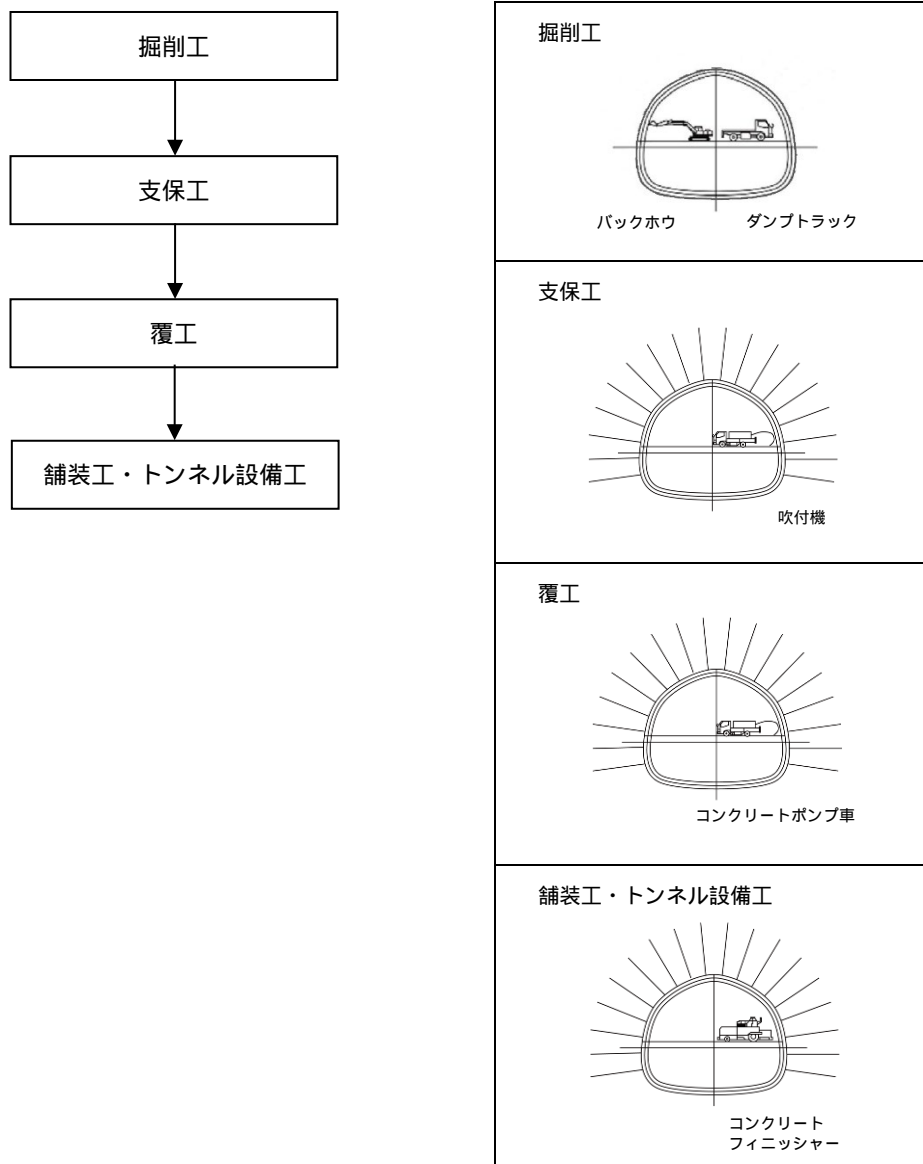 掘削工
支保工
覆工
舗装工・トンネル設備工
掘削工
バックホウ
ダンプトラック
支保工
吹付機
覆工
コンクリートポンプ車
舗装工・トンネル設備工
コンクリート
フィニッシャー